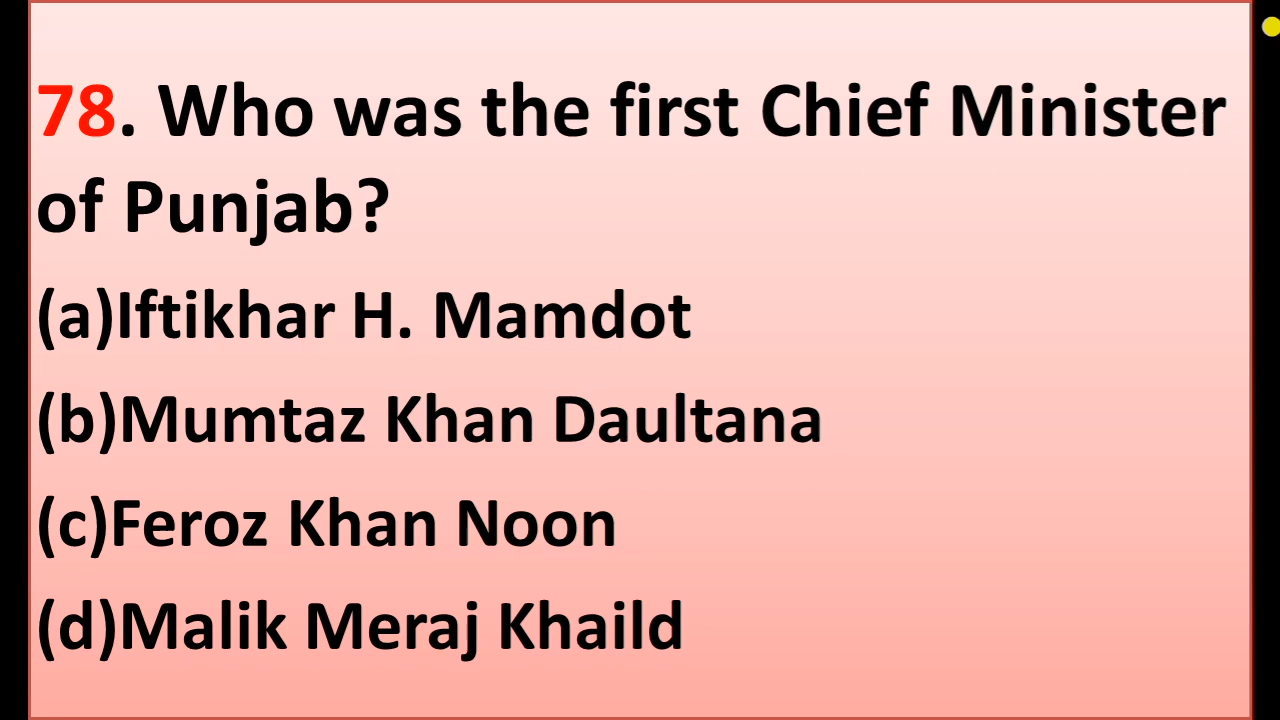 78. Who was the first Chief Minister
of Punjab?
(a)Iftikhar H. Mamdot
(b)Mumtaz Khan Daultana
(c)Feroz Khan Noon
(d)Malik Meraj Khaild